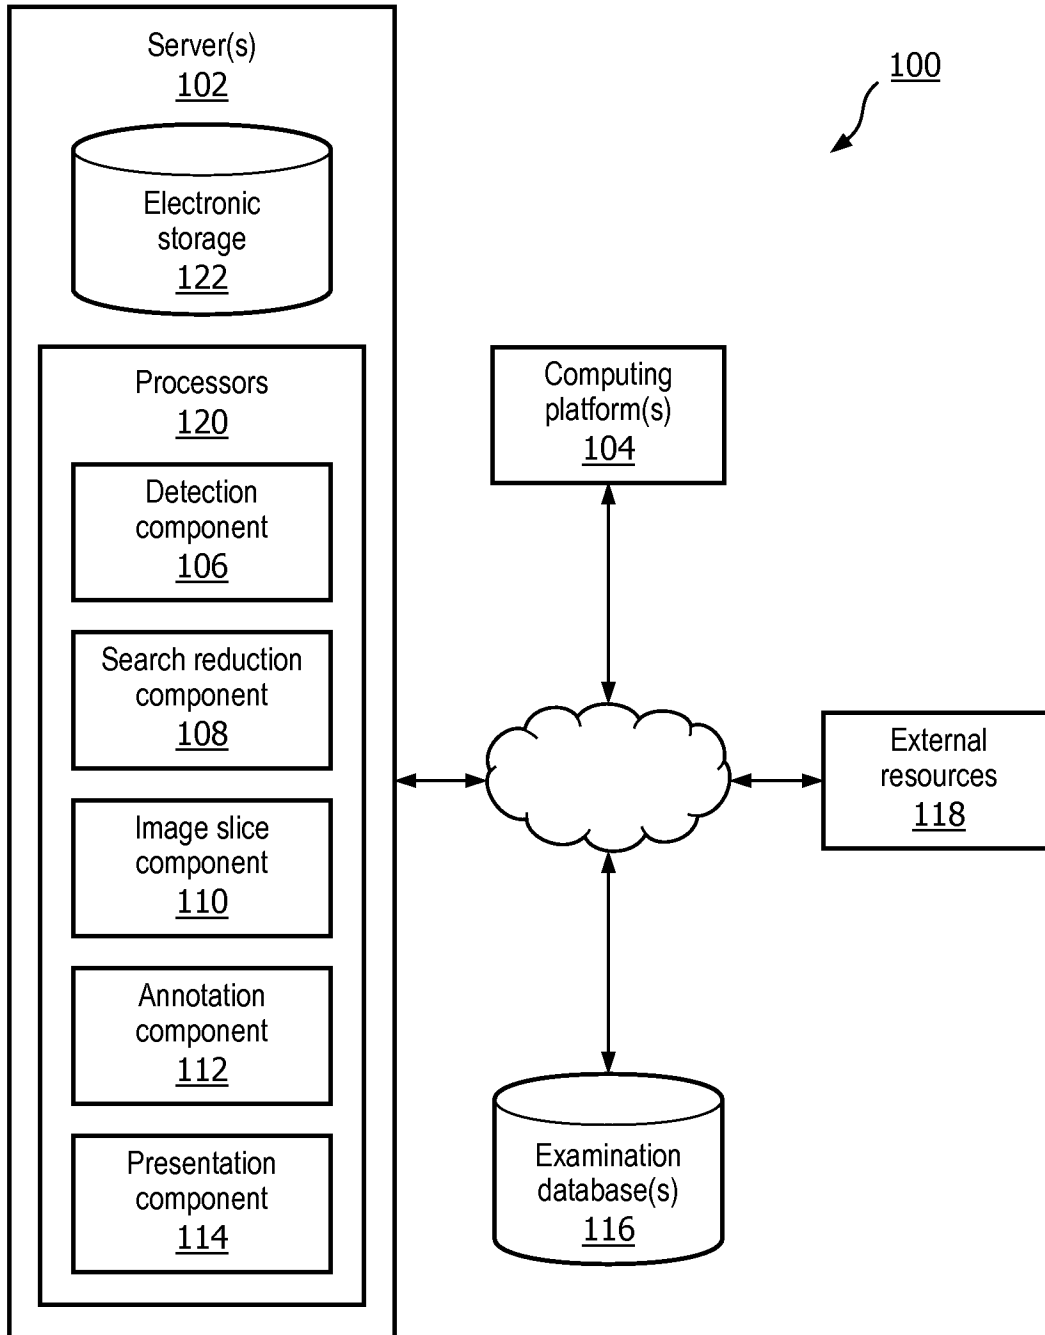 Server(s)
102
100
Electronic
storage
122
Processors
120
Computing
platform(s)
104
Detection
component
106
Search reduction
component
108
External
resources
118
Image slice
component
110
Annotation
component
112
Examination
database(s)
116
Presentation
component
114